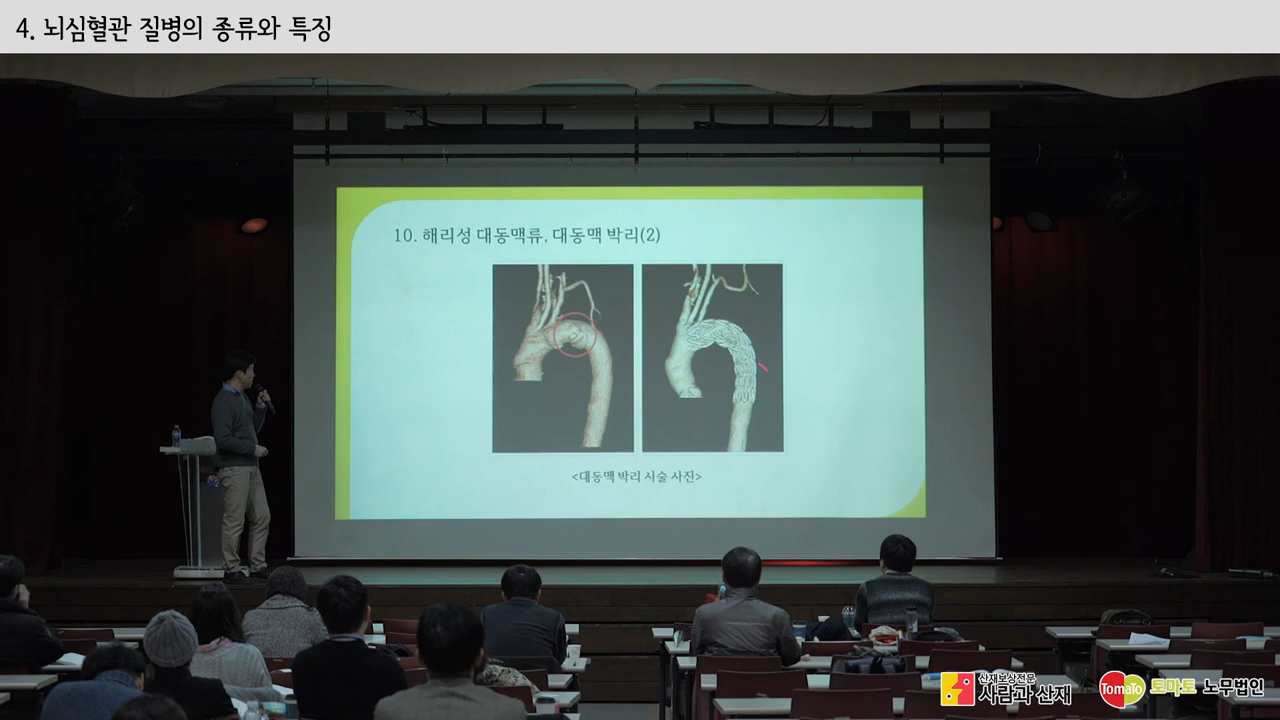 4. 뇌심혈관 질병의 종류와 특징
10. 해리성 대동맥류, 대동맥 박리(2)
<대동맥 박리 시술 사진>
산재보상전문
사람과 산재
TomaTo
토마토 노무법인